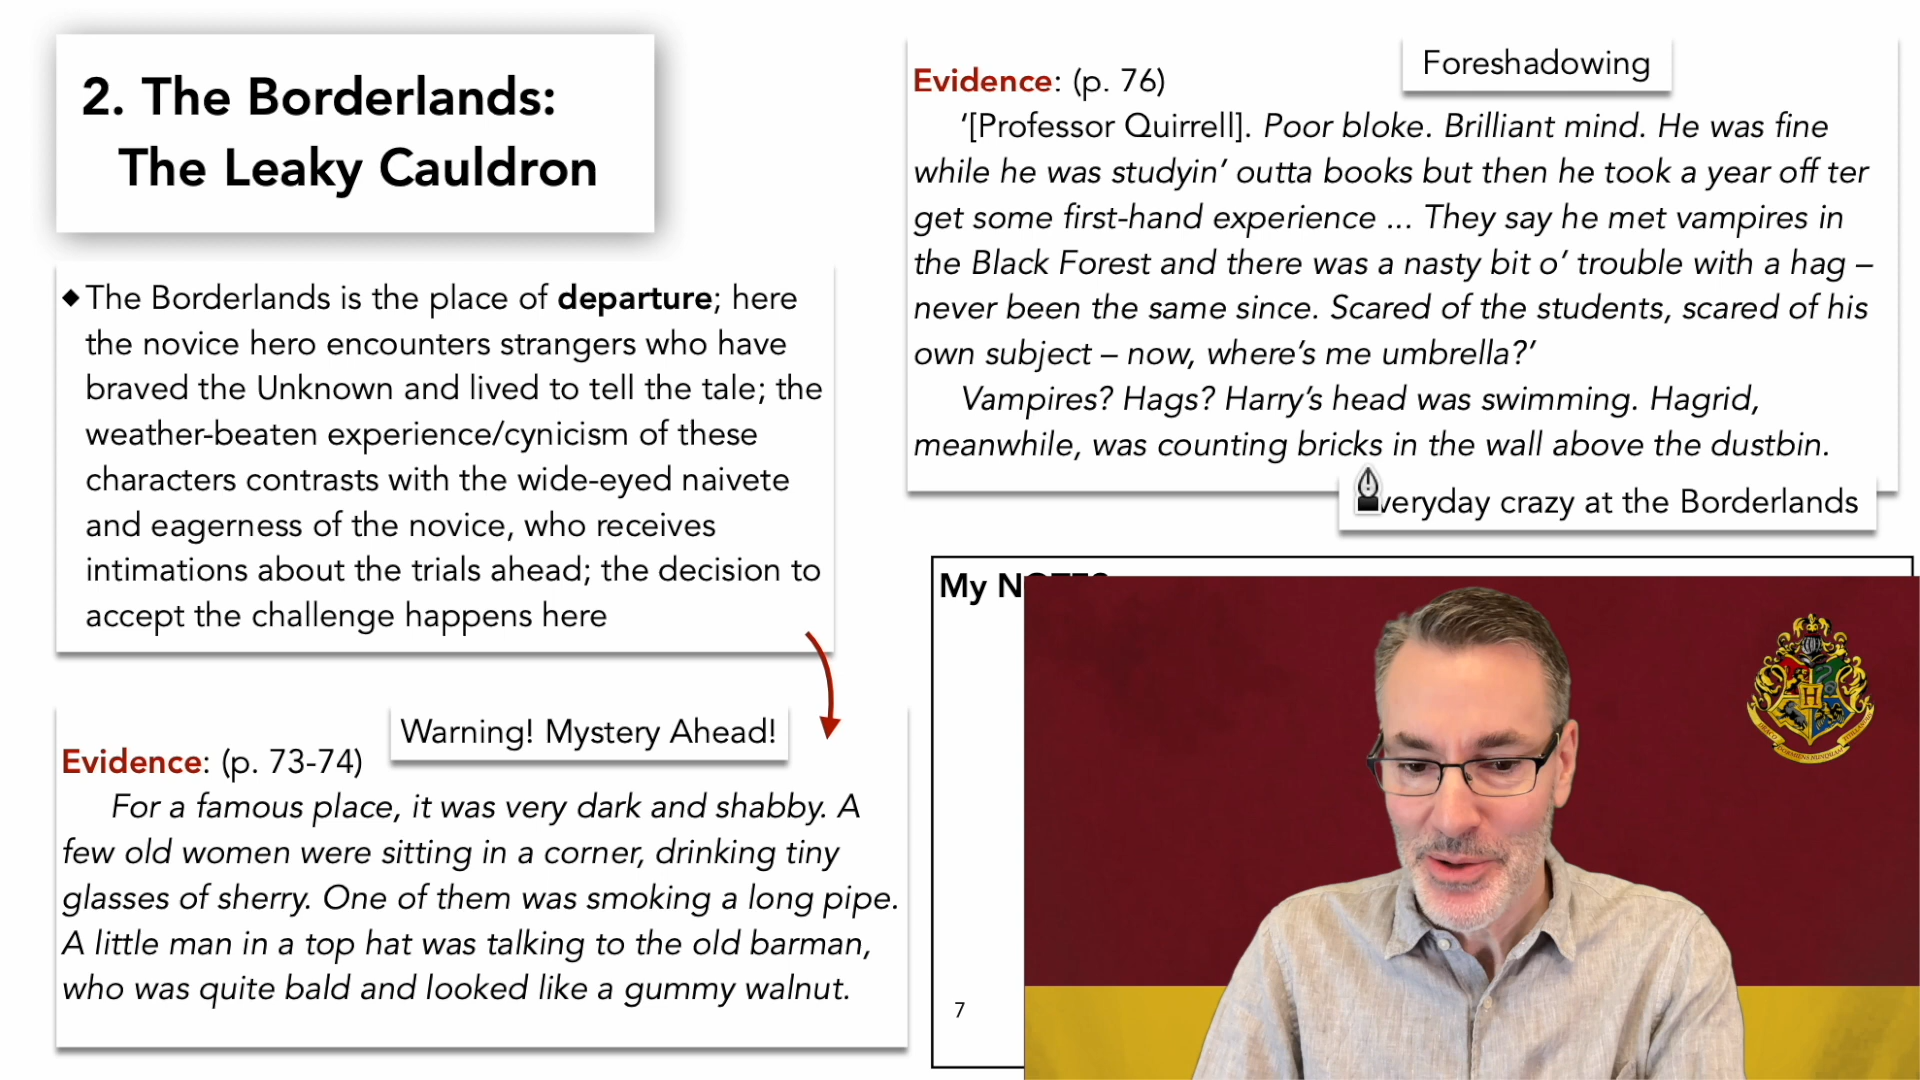 2. The Borderlands:
The Leaky Cauldron
◆ The Borderlands is the place of departure; here
the novice hero encounters strangers who have
braved the Unknown and lived to tell the tale; the
weather-beaten experience/cynicism of these
characters contrasts with the wide-eyed naivete
and eagerness of the novice, who receives
intimations about the trials ahead; the decision to
accept the challenge happens here
Warning! Mystery Ahead!
Evidence: (p. 73-74)
For a famous place, it was very dark and shabby. A
few old women were sitting in a corner, drinking tiny
glasses of sherry. One of them was smoking a long pipe.
A little man in a top hat was talking to the old barman,
who was quite bald and looked like a gummy walnut.
Foreshadowing
Evidence: (p. 76)
‘[Professor Quirrell]. Poor bloke. Brilliant mind. He was fine
while he was studyin’ outta books but then he took a year off ter
get some first-hand experience ... They say he met vampires in
the Black Forest and there was a nasty bit o’ trouble with a hag –
never been the same since. Scared of the students, scared of his
own subject – now, where’s me umbrella?’
Vampires? Hags? Harry’s head was swimming. Hagrid,
meanwhile, was counting bricks in the wall above the dustbin.
veryday crazy at the Borderlands
My
7
H